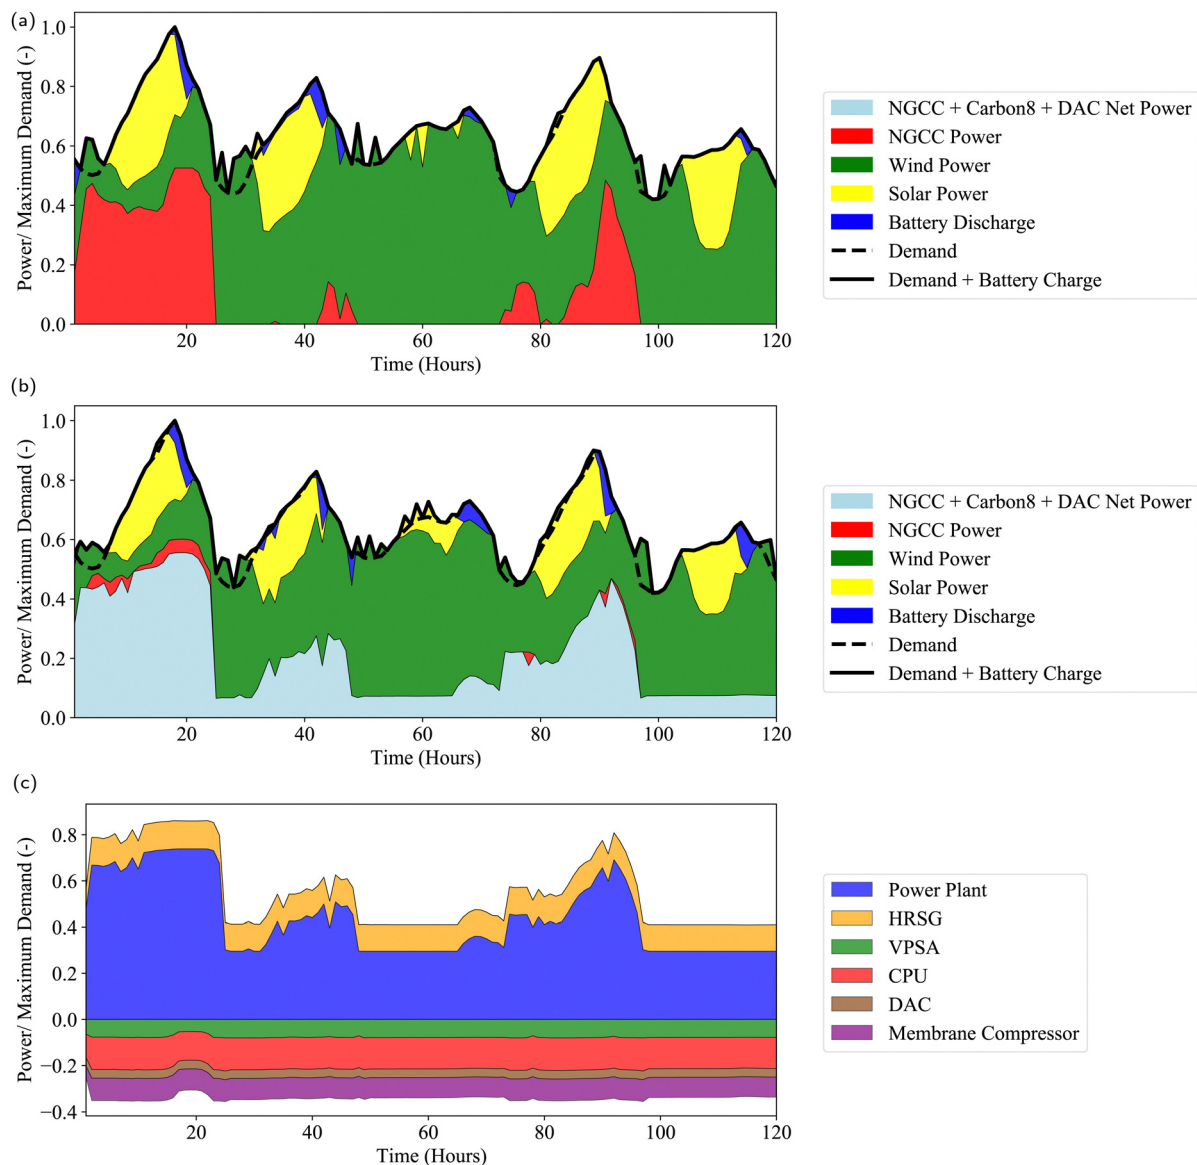 (a)
Power/ Maximum Demand (-)
1.0
0.8
0.6
0.4
0.2
0.0
20
40
60
80
100
120
Time (Hours)
NGCC + Carbon8 + DAC Net Power
NGCC Power
Wind Power
Solar Power
Battery Discharge
Demand
Demand + Battery Charge
(b)
Power/ Maximum Demand (-)
1.0
0.8
0.6
0.4
0.2
0.0
20
40
60
80
100
120
Time (Hours)
NGCC + Carbon8 + DAC Net Power
NGCC Power
Wind Power
Solar Power
Battery Discharge
Demand
Demand + Battery Charge
(c)
Power/ Maximum Demand (-)
0.8
0.6
0.4
0.2
0.0
−0.2
−0.4
20
40
60
80
100
120
Time (Hours)
Power Plant
HRSG
VPSA
CPU
DAC
Membrane Compressor